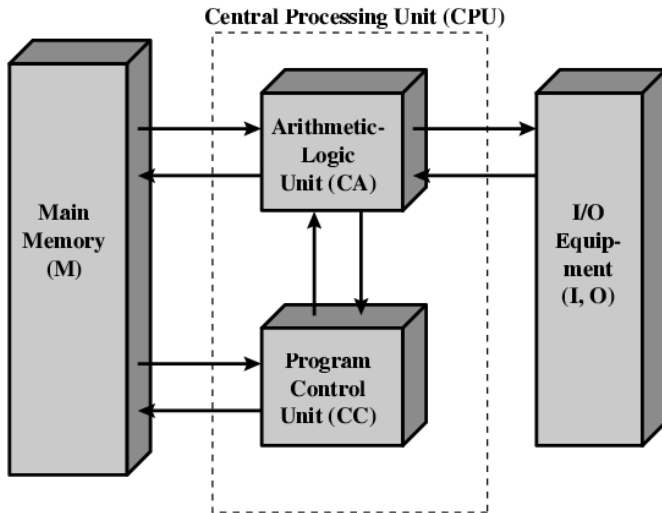 Central Processing Unit (CPU)
Main
Memory
(M)
Arithmetic-
Logic
Unit (CA)
Program
Control
Unit (CC)
I/O
Equip-
ment
(I, O)